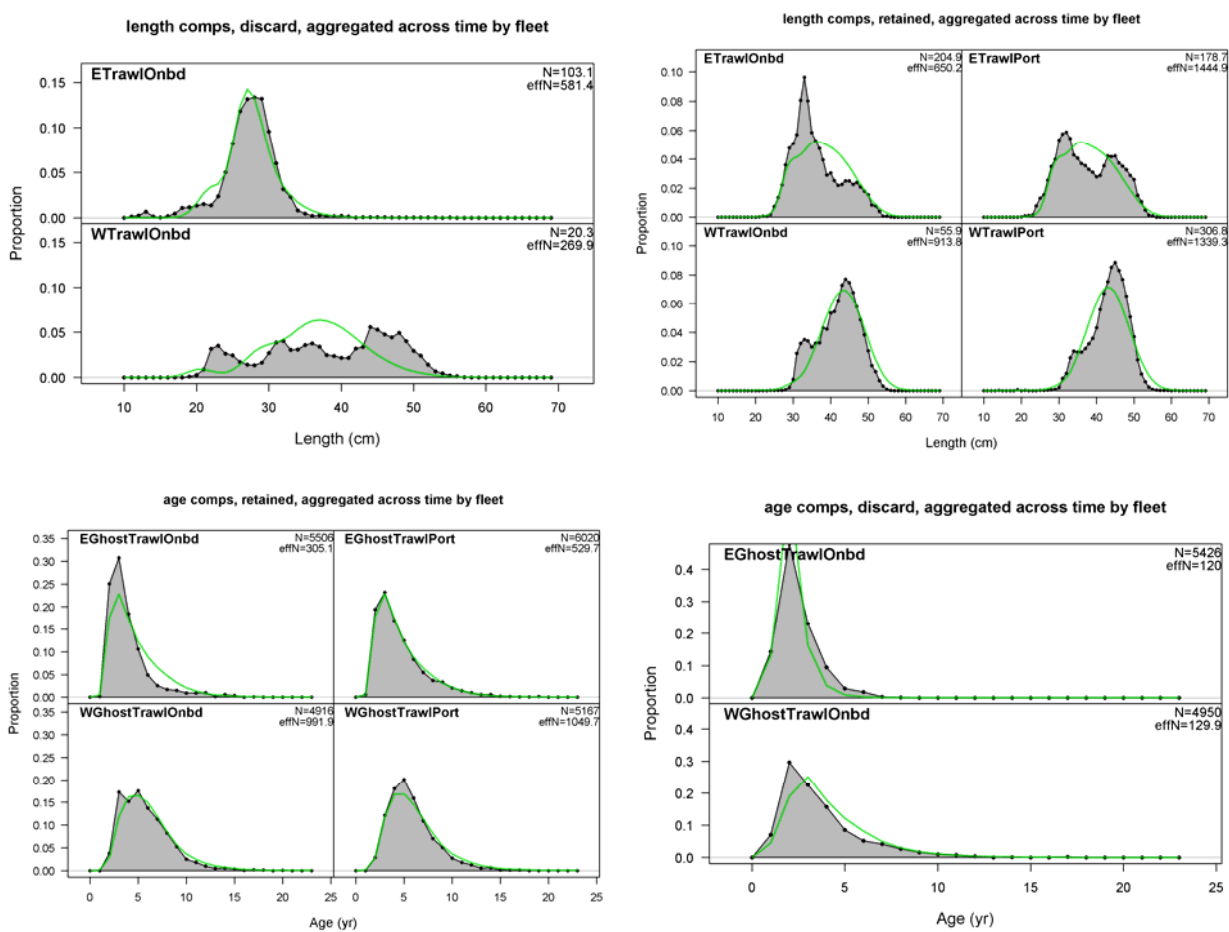 length comps, discard, aggregated across time by fleet
ETrawlOnbd
N=103.1
effN=581.4
0.15
0.10
0.05
0.00
WTrawlOnbd
N=20.3
effN=269.9
0.15
0.10
0.05
0.00
Proportion
10 20 30 40 50 60 70
Length (cm)
length comps, retained, aggregated across time by fleet
ETrawlOnbd
N=204.9
effN=650.2
ETrawlPort
N=178.7
effN=1444.9
0.10
0.08
0.06
0.04
0.02
0.00
WTrawlOnbd
N=55.9
effN=913.8
WTrawlPort
N=306.8
effN=1339.3
0.10
0.08
0.06
0.04
0.02
0.00
Proportion
10 20 30 40 50 60 70 10 20 30 40 50 60 70
Length (cm)
age comps, retained, aggregated across time by fleet
EGhostTrawlOnbd
N=5506
effN=305.1
EGhostTrawlPort
N=6020
effN=529.7
0.35
0.30
0.25
0.20
0.15
0.10
0.05
0.00
WGhostTrawlOnbd
N=4916
effN=991.9
WGhostTrawlPort
N=5167
effN=1049.7
0.35
0.30
0.25
0.20
0.15
0.10
0.05
0.00
Proportion
0 5 10 15 20 25 0 5 10 15 20 25
Age (yr)
age comps, discard, aggregated across time by fleet
EGhostTrawlOnbd
N=5426
effN=120
0.4
0.3
0.2
0.1
0.0
WGhostTrawlOnbd
N=4950
effN=129.9
0.4
0.3
0.2
0.1
0.0
Proportion
0 5 10 15 20 25
Age (yr)